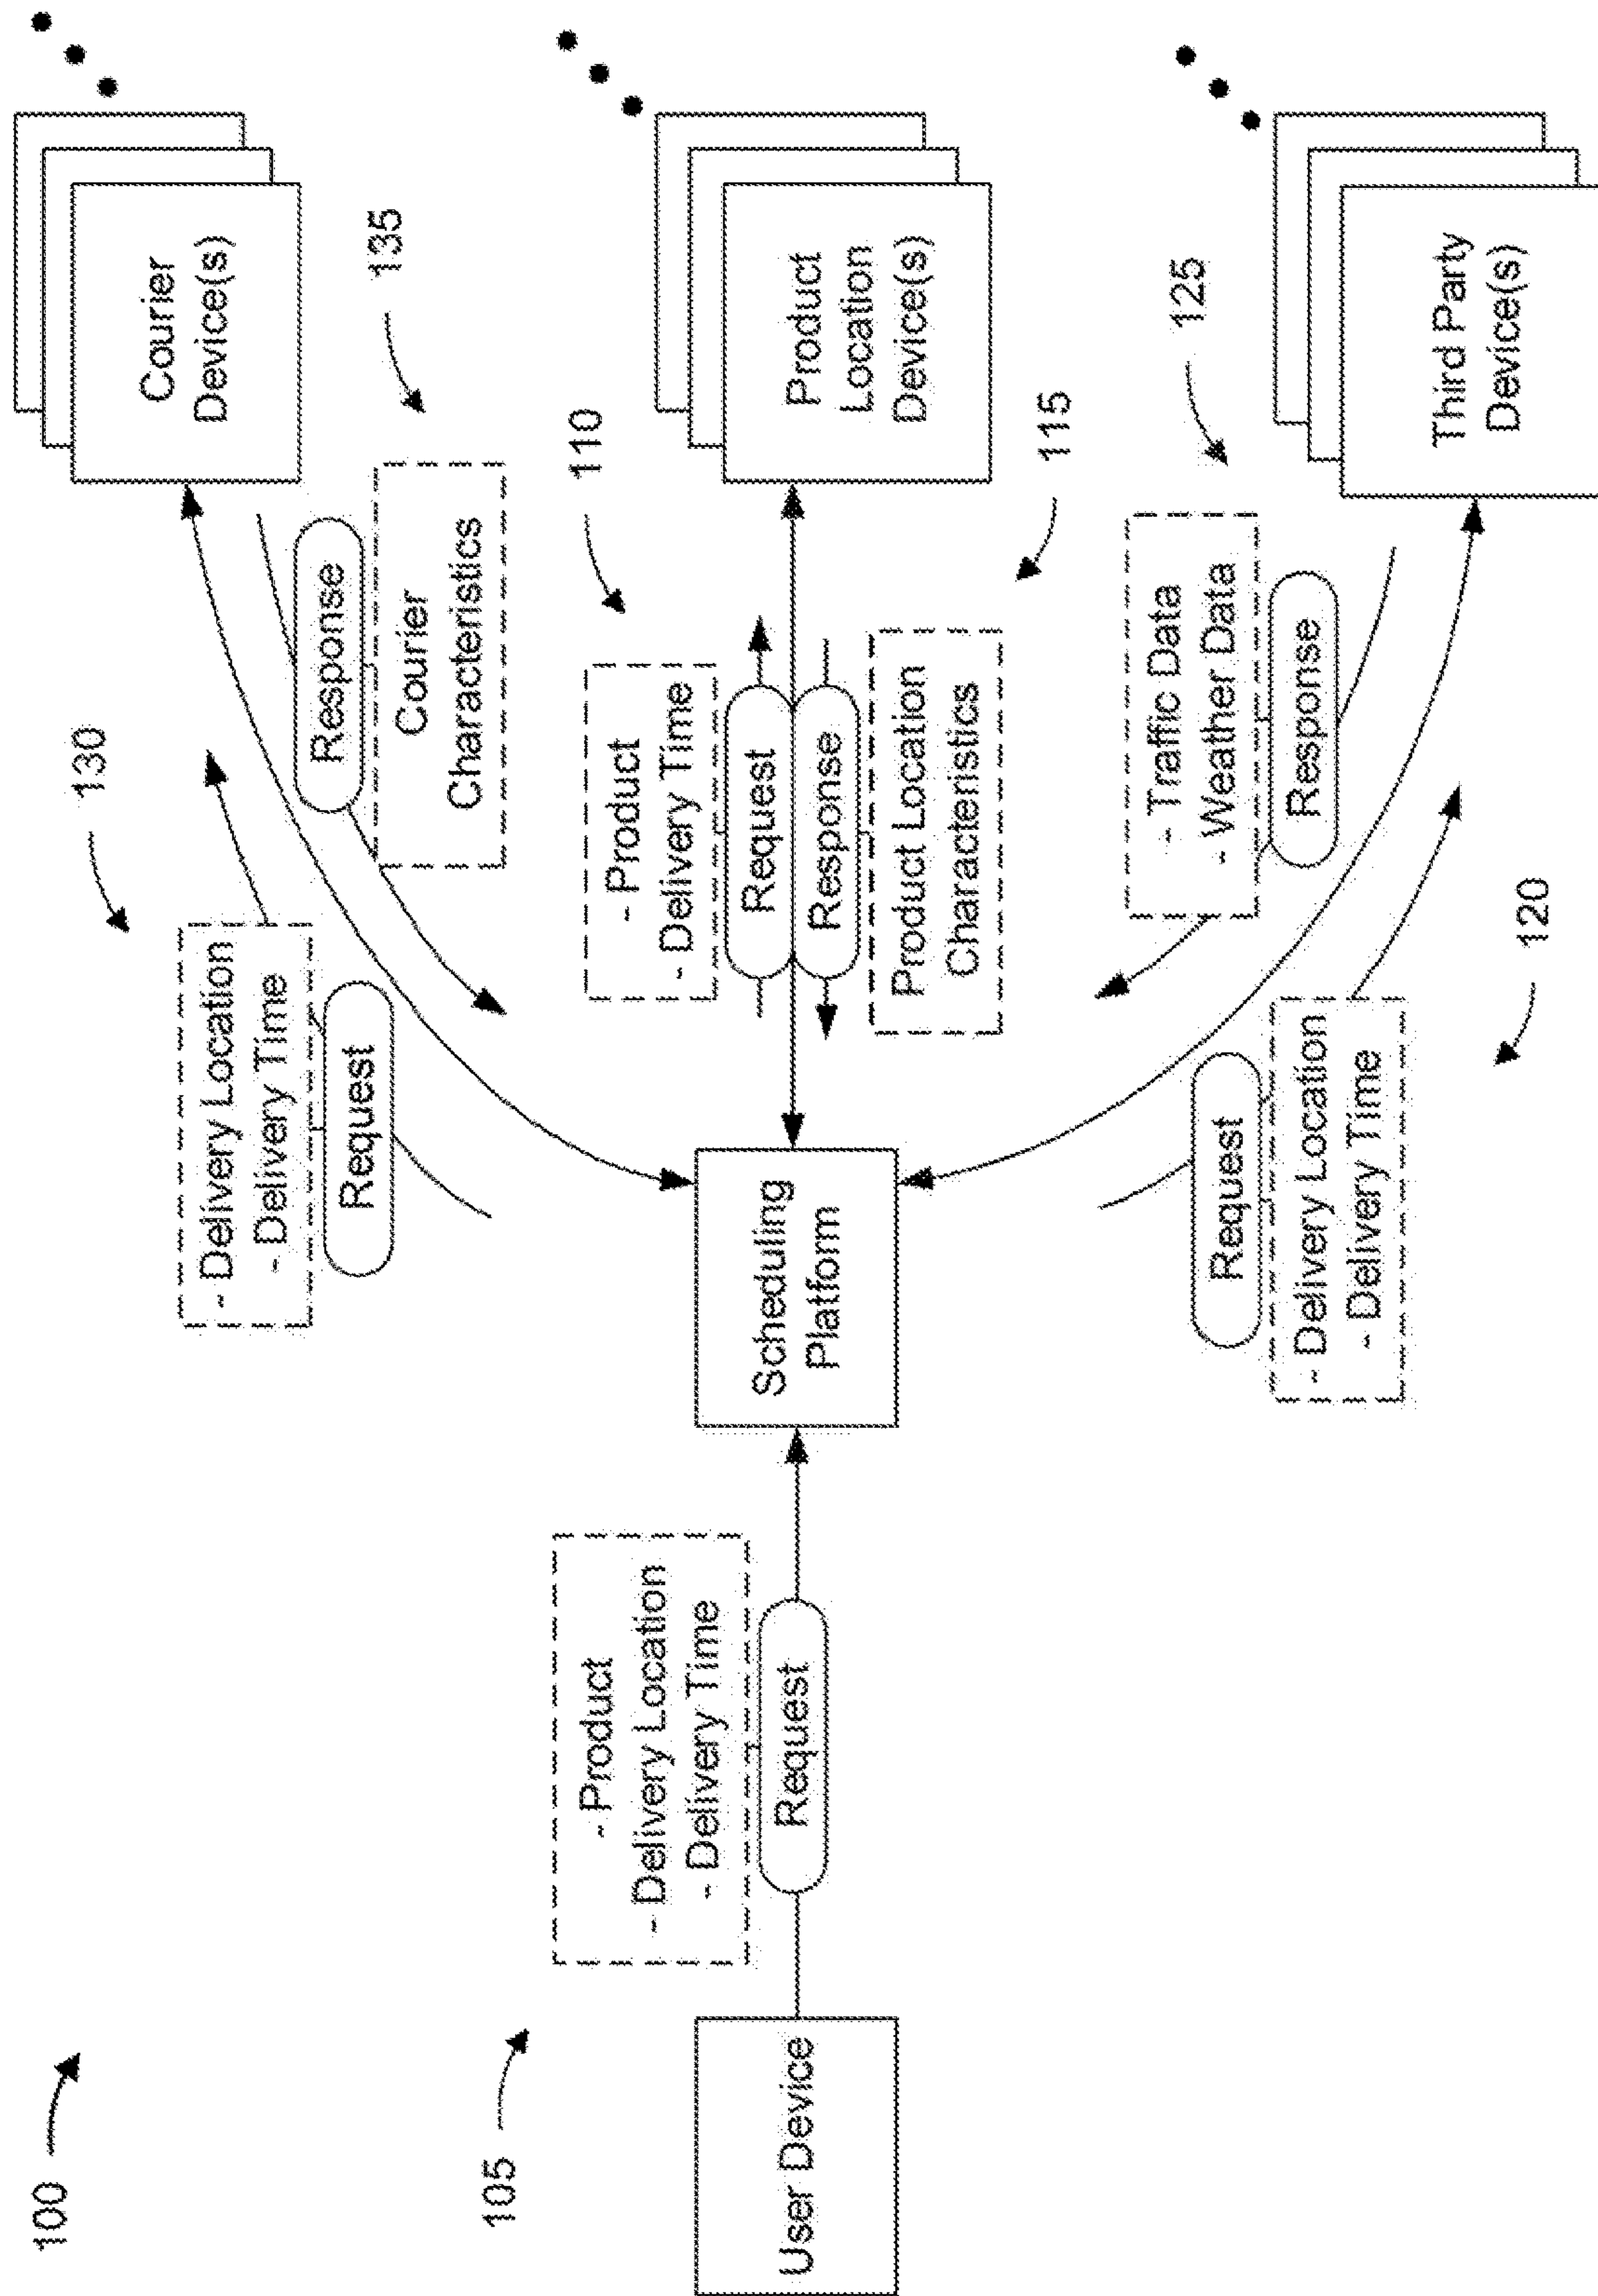 100
105
User Device
- Product
- Delivery Location
- Delivery Time
Request
Scheduling
Platform
130
- Delivery Location
- Delivery Time
Request
Response
Courier
Characteristics
135
Courier
Device(s)
110
- Product
- Delivery Time
Request
Response
Product Location
Characteristics
115
Product
Location
Device(s)
125
- Traffic Data
- Weather Data
Response
Request
- Delivery Location
- Delivery Time
120
Third Party
Device(s)